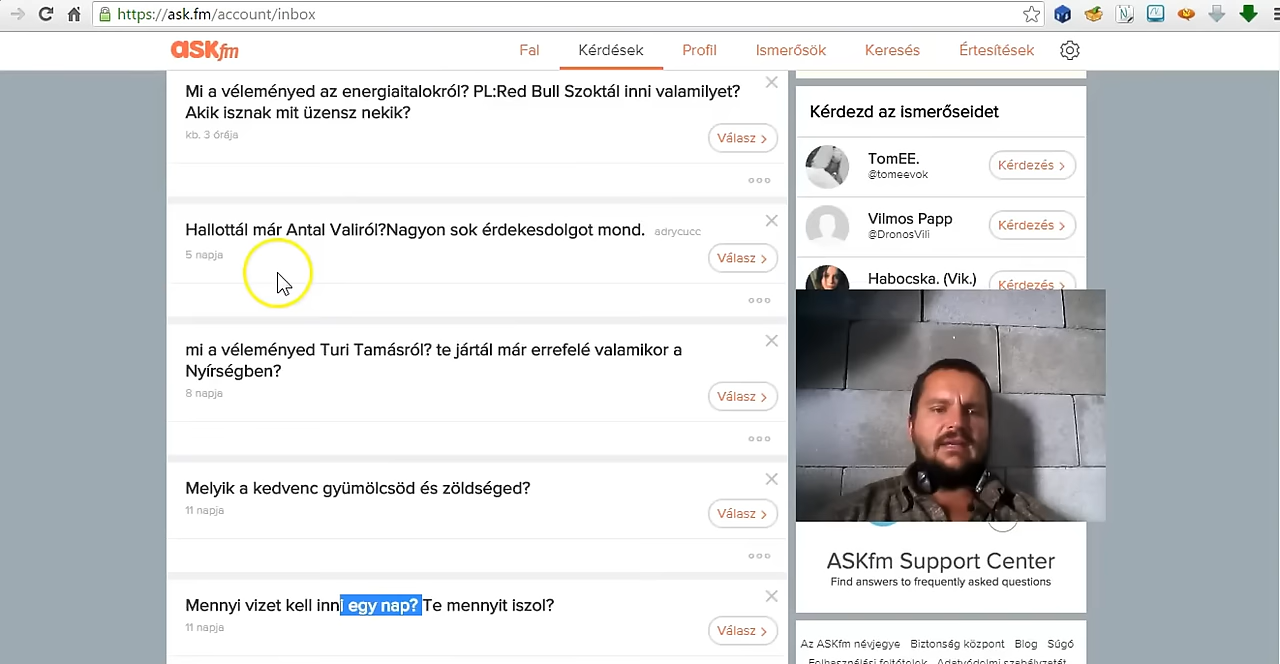 https://ask.fm/account/inbox
ASKfm
Fal
Kérdések
Profil
Ismerősök
Keresés
Értesítések
Mi a véleményed az energiaitalokról? PL:Red Bull Szoktál inni valamilyet?
Akik isznak mit üzensz nekik?
kb. 3 órája
Válasz
Hallottál már Antal Valiról?Nagyon sok érdekesdolgot mond. adrycucc
5 napja
Válasz
mi a véleményed Turi Tamásról? te jártál már errefelé valamikor a
Nyírségben?
8 napja
Válasz
Melyik a kedvenc gyümölcsöd és zöldséged?
11 napja
Válasz
Mennyi vizet kell inni egy nap? Te mennyit iszol?
11 napja
Válasz
Kérdezd az ismerőseidet
TomEE.
@tomeevok
Kérdezés
Vilmos Papp
@DronosVili
Kérdezés
Habocska. (Vik.)
Kérdezés
ASKfm Support Center
Find answers to frequently asked questions
Az ASKfm névjegye Biztonság központ Blog Súgó
Felhasználási feltételek Adatvédelmi szabályzatát